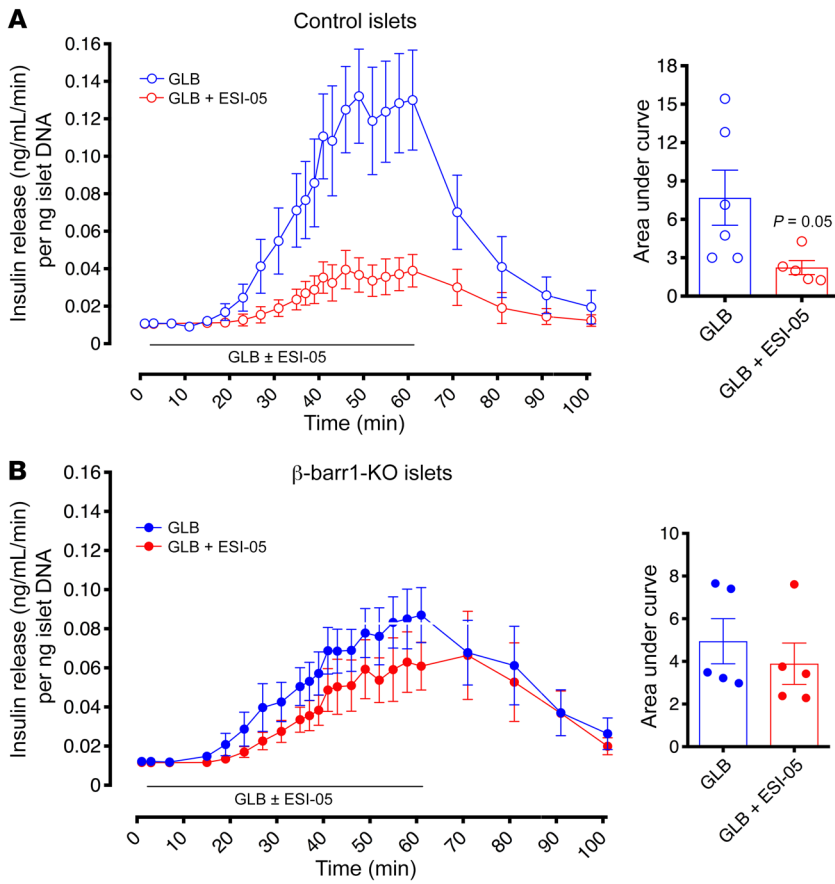 A
Control islets
Insulin release (ng/mL/min)
per ng islet DNA
0.16
0.14
0.12
0.10
0.08
0.06
0.04
0.02
0
GLB
GLB + ESI-05
GLB ± ESI-05
0
10
20
30
40
50
60
70
80
90
100
Time (min)
Area under curve
18
15
12
9
6
3
0
P = 0.05
GLB
GLB + ESI-05
B
β-barr1-KO islets
Insulin release (ng/mL/min)
per ng islet DNA
0.16
0.14
0.12
0.10
0.08
0.06
0.04
0.02
0
GLB
GLB + ESI-05
GLB ± ESI-05
0
10
20
30
40
50
60
70
80
90
100
Time (min)
Area under curve
10
8
6
4
2
0
GLB
GLB + ESI-05